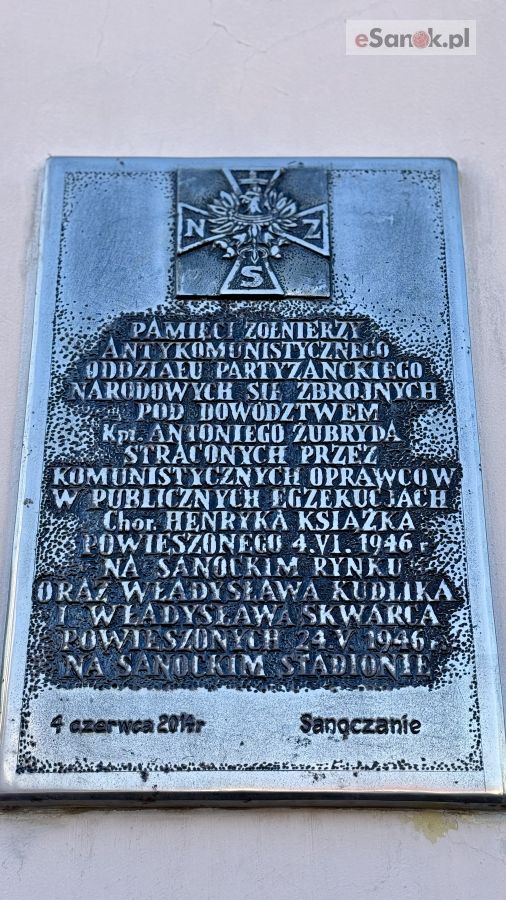 eSanok.pl
N Z
S
PAMIĘCI ŻOŁNIERZY
ANTYKOMUNISTYCZNEGO
ODDZIAŁU PARTYZANCKIEGO
NARODOWYCH SIŁ ZBROJNYCH
POD DOWÓDZTWEM
Kpt. ANTONIEGO ŻUBRYDA
STRACONYCH PRZEZ
KOMUNISTYCZNYCH OPRAWCÓW
W PUBLICZNYCH EGZEKUCJACH
Chor. HENRYKA KSIĄŻKA
POWIESZONEGO 4.VI. 1946 r.
NA SANOCKIM RYNKU
ORAZ WŁADYSŁAWA KUDLIKA
I WŁADYSŁAWA SKWARCA
POWIESZONYCH 24 V 1946 r.
NA SANOCKIM STADIONIE
4 czerwca 2014r Sanoczanie